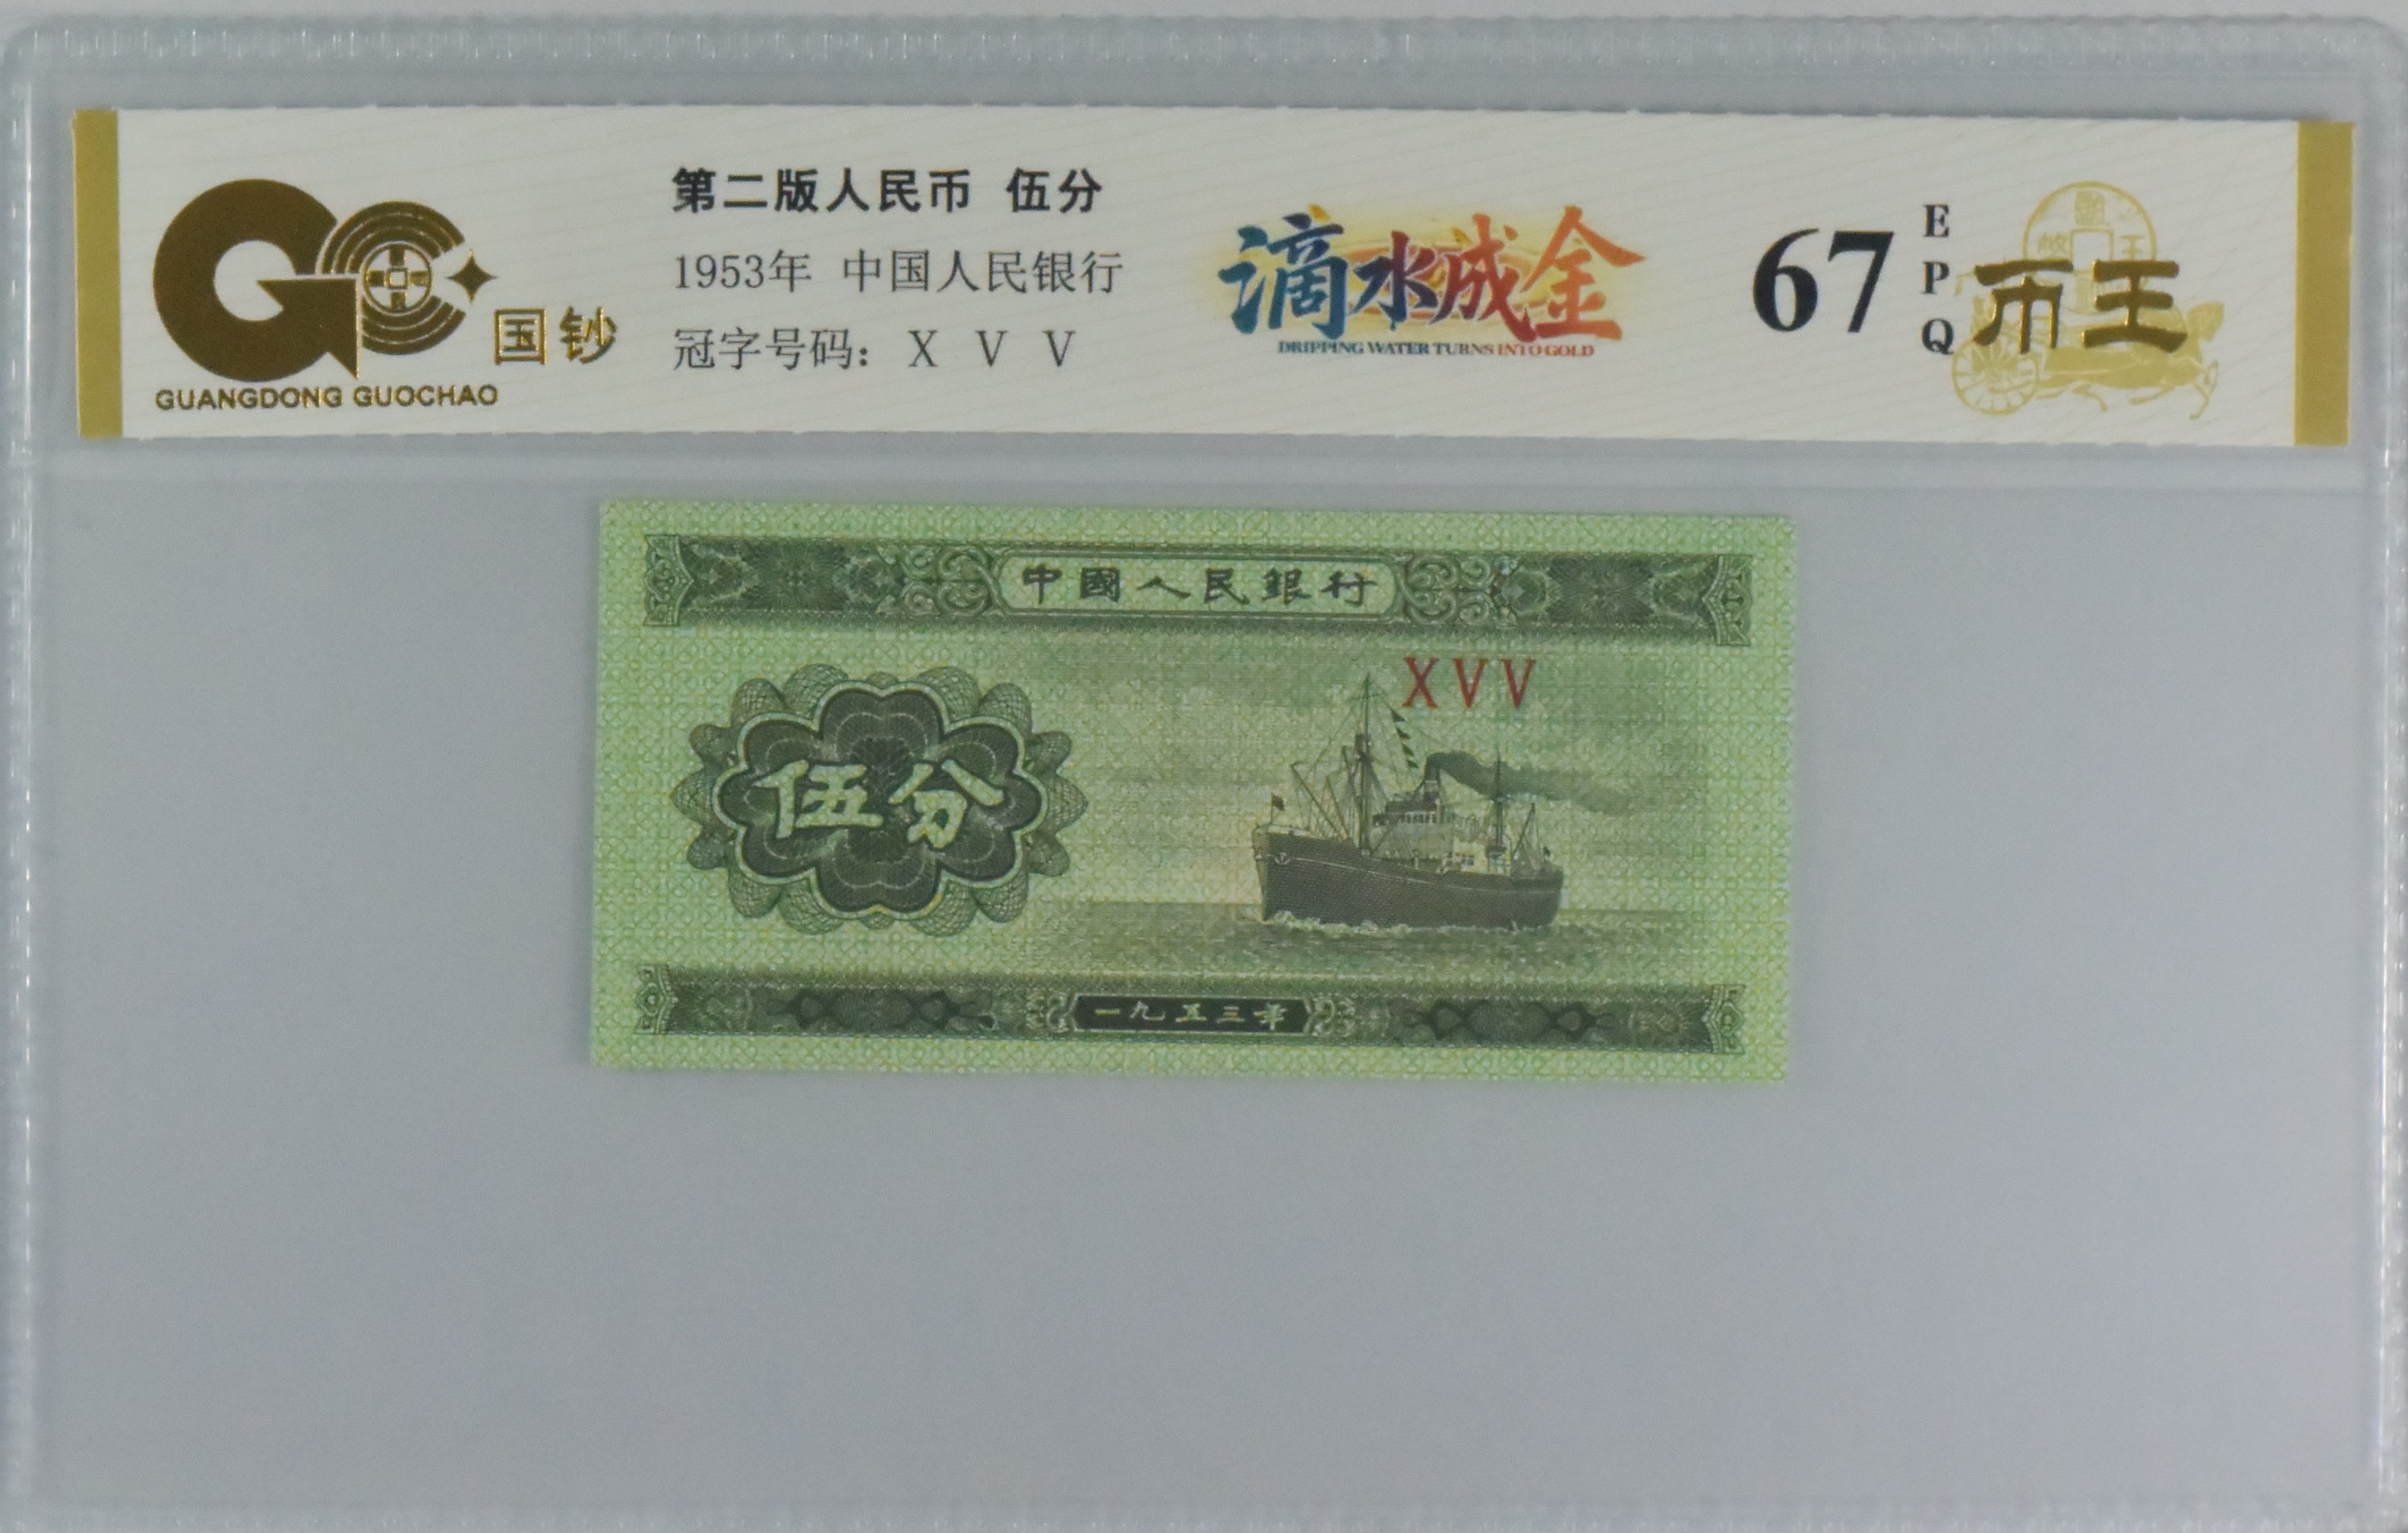 国钞
GUANGDONG GUOCHAO
第二版人民币 伍分
1953年 中国人民银行
冠字号码: X V V
滴水成金
DRIPPING WATER TURNS INTO GOLD
67
E
P
Q
币王
中國人民銀行
XVV
伍分
一九五三年